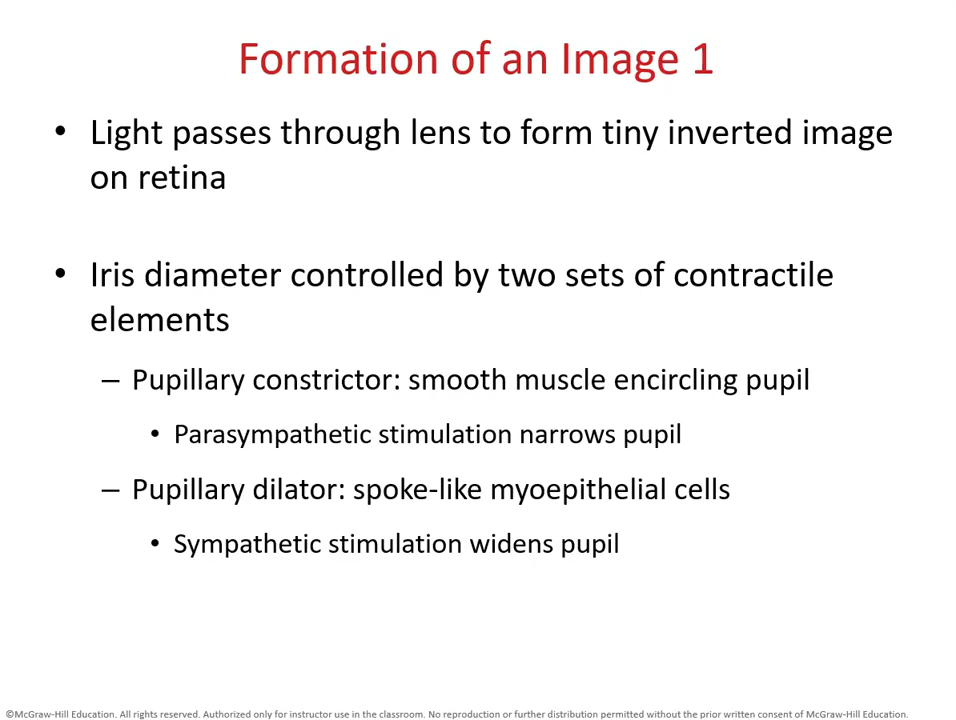 Formation of an Image 1
• Light passes through lens to form tiny inverted image
on retina
• Iris diameter controlled by two sets of contractile
elements
– Pupillary constrictor: smooth muscle encircling pupil
• Parasympathetic stimulation narrows pupil
– Pupillary dilator: spoke-like myoepithelial cells
• Sympathetic stimulation widens pupil
©McGraw-Hill Education. All rights reserved. Authorized only for instructor use in the classroom. No reproduction or further distribution permitted without the prior written consent of McGraw-Hill Education.